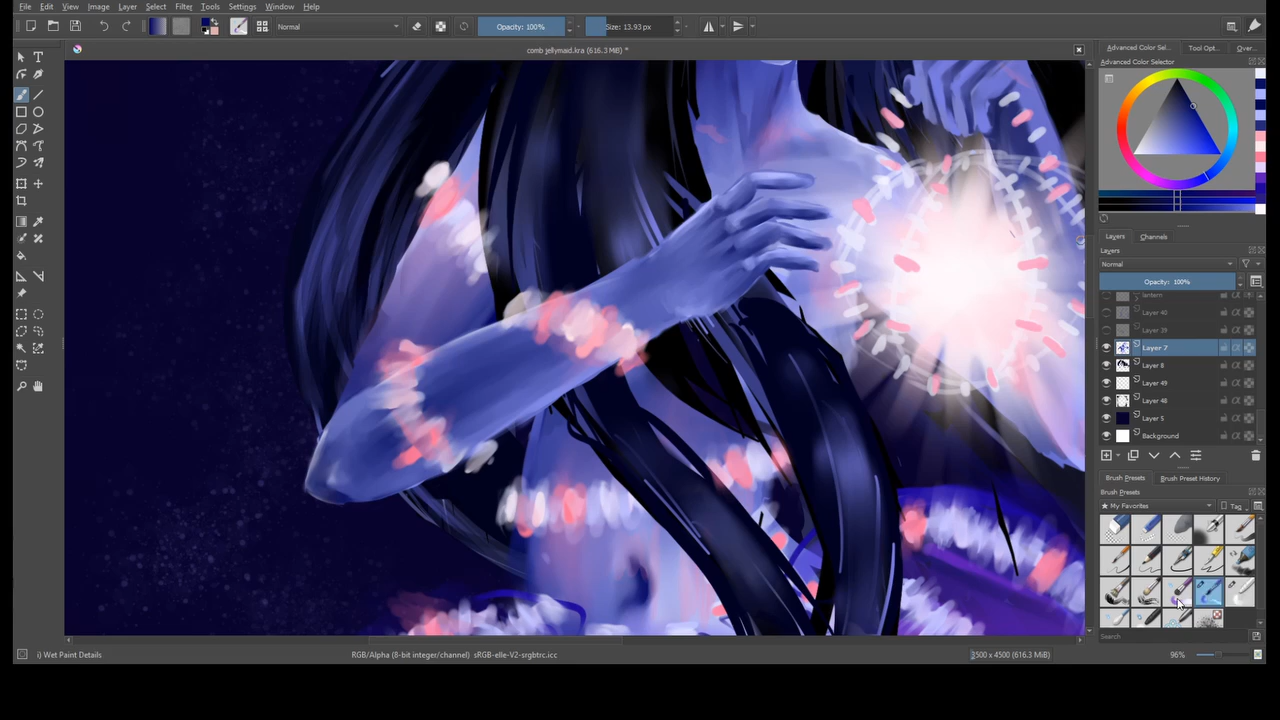 File Edit View Image Layer Select Filter Tools Settings Window Help
Normal Opacity: 100% Size: 13.93 px
comb jellymaid.kra (616.3 MiB) *
Advanced Color Sel... Tool Opt... Over...
Advanced Color Selector
Layers Channels
Layers
Normal
Opacity: 100%
lantern
Layer 40
Layer 39
Layer 7
Layer 8
Layer 49
Layer 48
Layer 5
Background
Brush Presets Brush Preset History
Brush Presets
My Favorites Tag
Search
i) Wet Paint Details RGB/Alpha (8-bit integer/channel) sRGB-elle-V2-srgbtrc.icc 3500 x 4500 (616.3 MiB) 96%